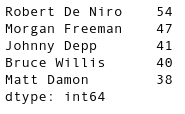 Robert De Niro    54
Morgan Freeman    47
Johnny Depp       41
Bruce Willis      40
Matt Damon        38
dtype: int64